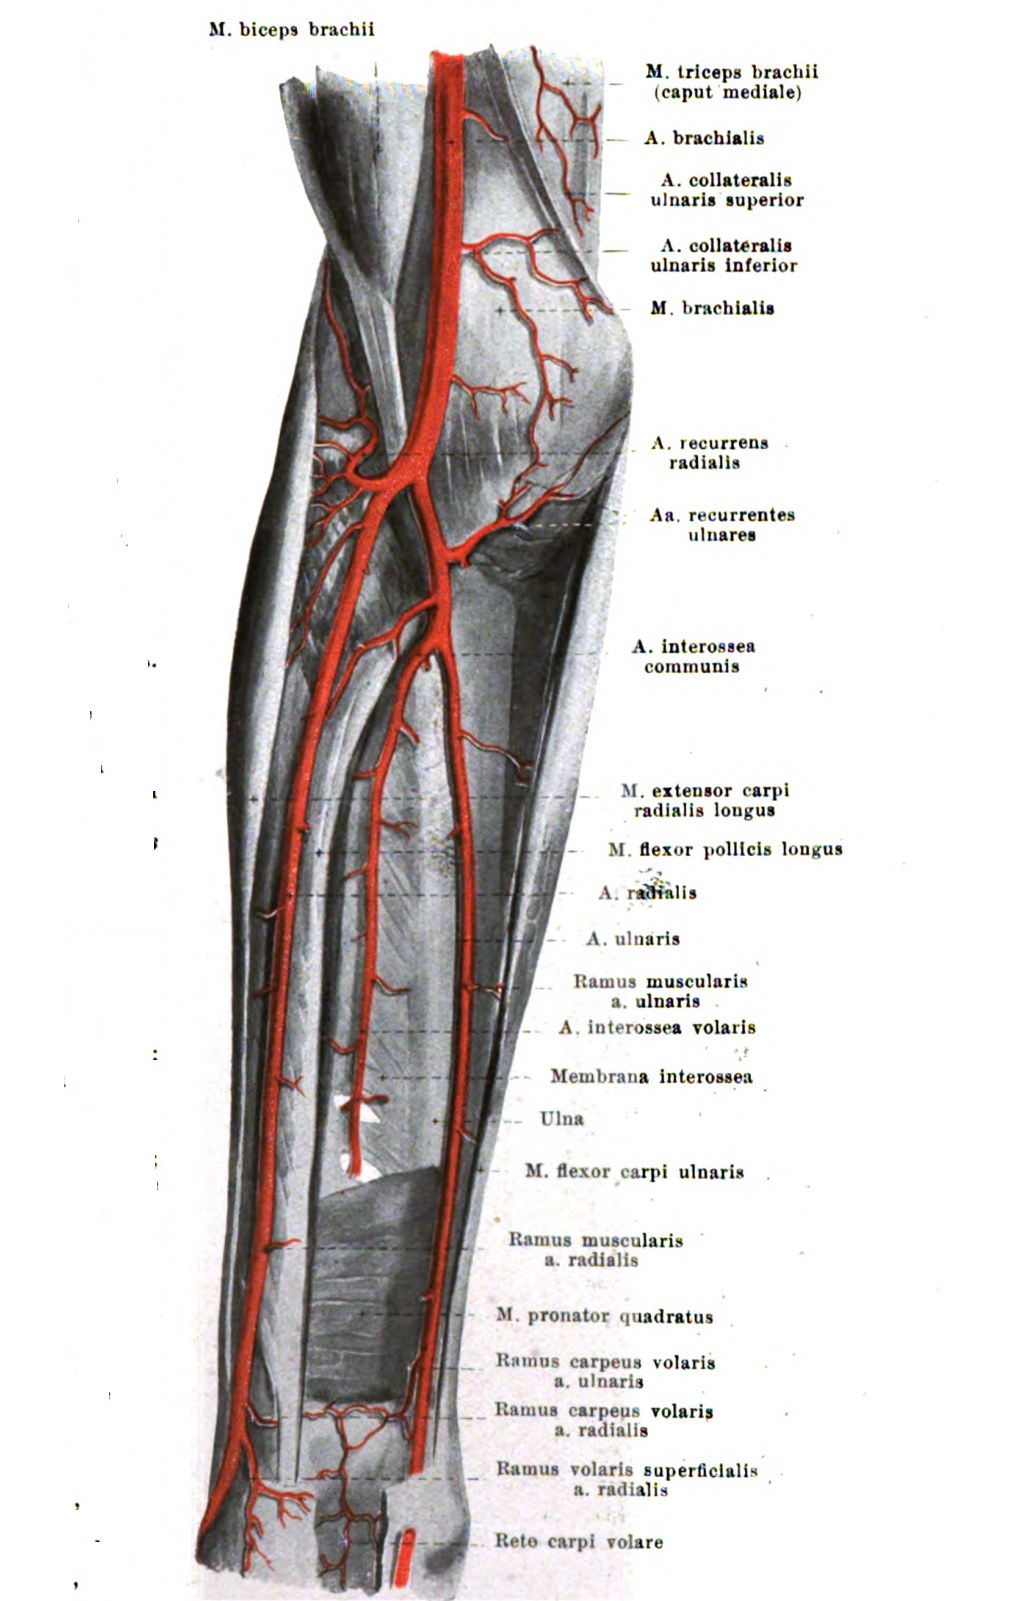 M. biceps brachii
M. triceps brachii
(caput mediale)
A. brachialis
A. collateralis
ulnaris superior
A. collateralis
ulnaris inferior
M. brachialis
A. recurrens
radialis
Aa. recurrentes
ulnares
A. interossea
communis
M. extensor carpi
radialis longus
M. flexor pollicis longus
A. radialis
A. ulnaris
Ramus muscularis
a. ulnaris
A. interossea volaris
Membrana interossea
Ulna
M. flexor carpi ulnaris
Ramus muscularis
a. radialis
M. pronator quadratus
Ramus carpeus volaris
a. ulnaris
Ramus carpeus volaris
a. radialis
Ramus volaris superficialis
a. radialis
Rete carpi volare